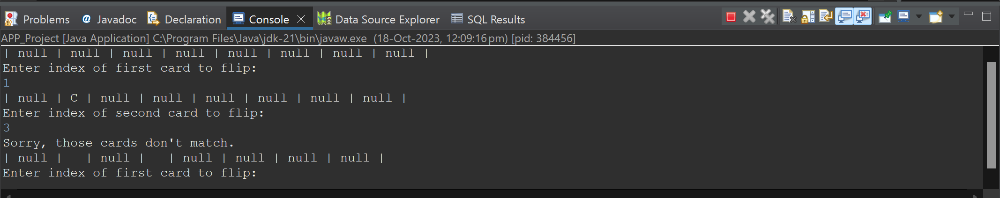 Problems @ Javadoc Declaration Console Data Source Explorer SQL Results
APP_Project [Java Application] C:\Program Files\Java\jdk-21\bin\javaw.exe (18-Oct-2023, 12:09:16 pm) [pid: 384456]
| null | null | null | null | null | null | null | null |
Enter index of first card to flip:
1
| null | C | null | null | null | null | null | null |
Enter index of second card to flip:
3
Sorry, those cards don't match.
| null |   | null |   | null | null | null | null |
Enter index of first card to flip: